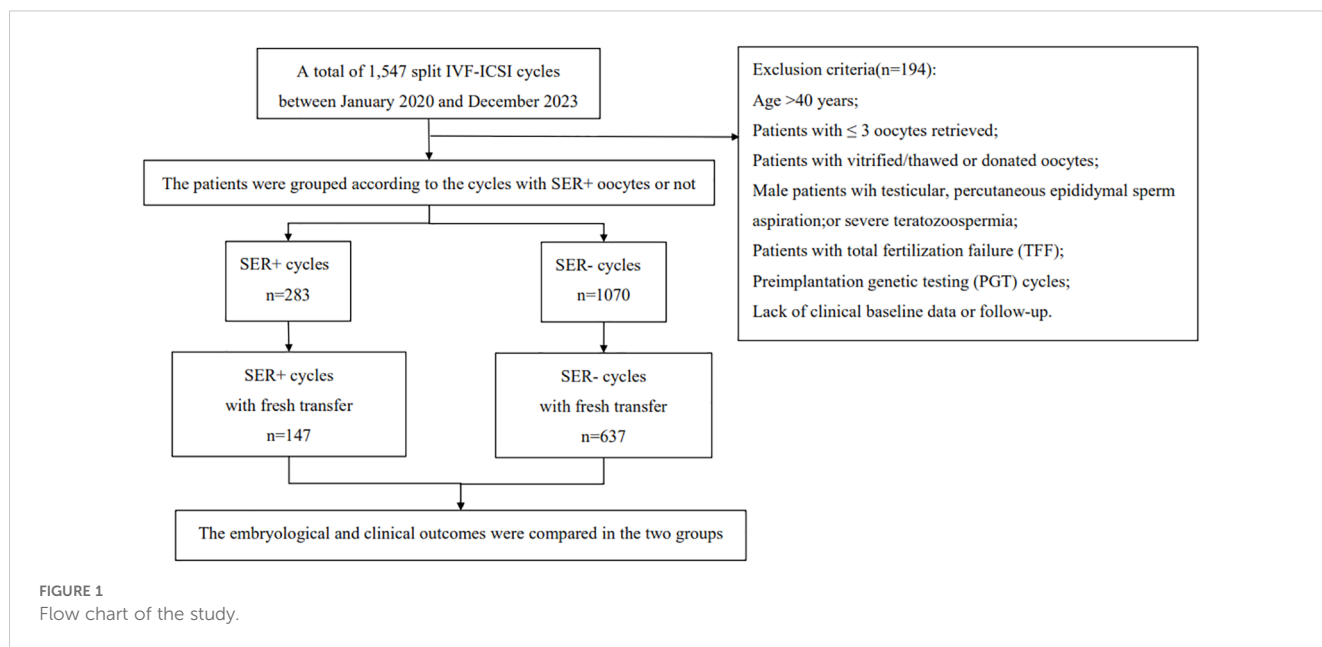 A total of 1,547 split IVF-ICSI cycles
between January 2020 and December 2023
Exclusion criteria(n=194):
Age >40 years;
Patients with ≤ 3 oocytes retrieved;
Patients with vitrified/thawed or donated oocytes;
Male patients wih testicular, percutaneous epididymal sperm
aspiration;or severe teratozoospermia;
Patients with total fertilization failure (TFF);
Preimplantation genetic testing (PGT) cycles;
Lack of clinical baseline data or follow-up.
The patients were grouped according to the cycles with SER+ oocytes or not
SER+ cycles
n=283
SER- cycles
n=1070
SER+ cycles
with fresh transfer
n=147
SER- cycles
with fresh transfer
n=637
The embryological and clinical outcomes were compared in the two groups
FIGURE 1
Flow chart of the study.